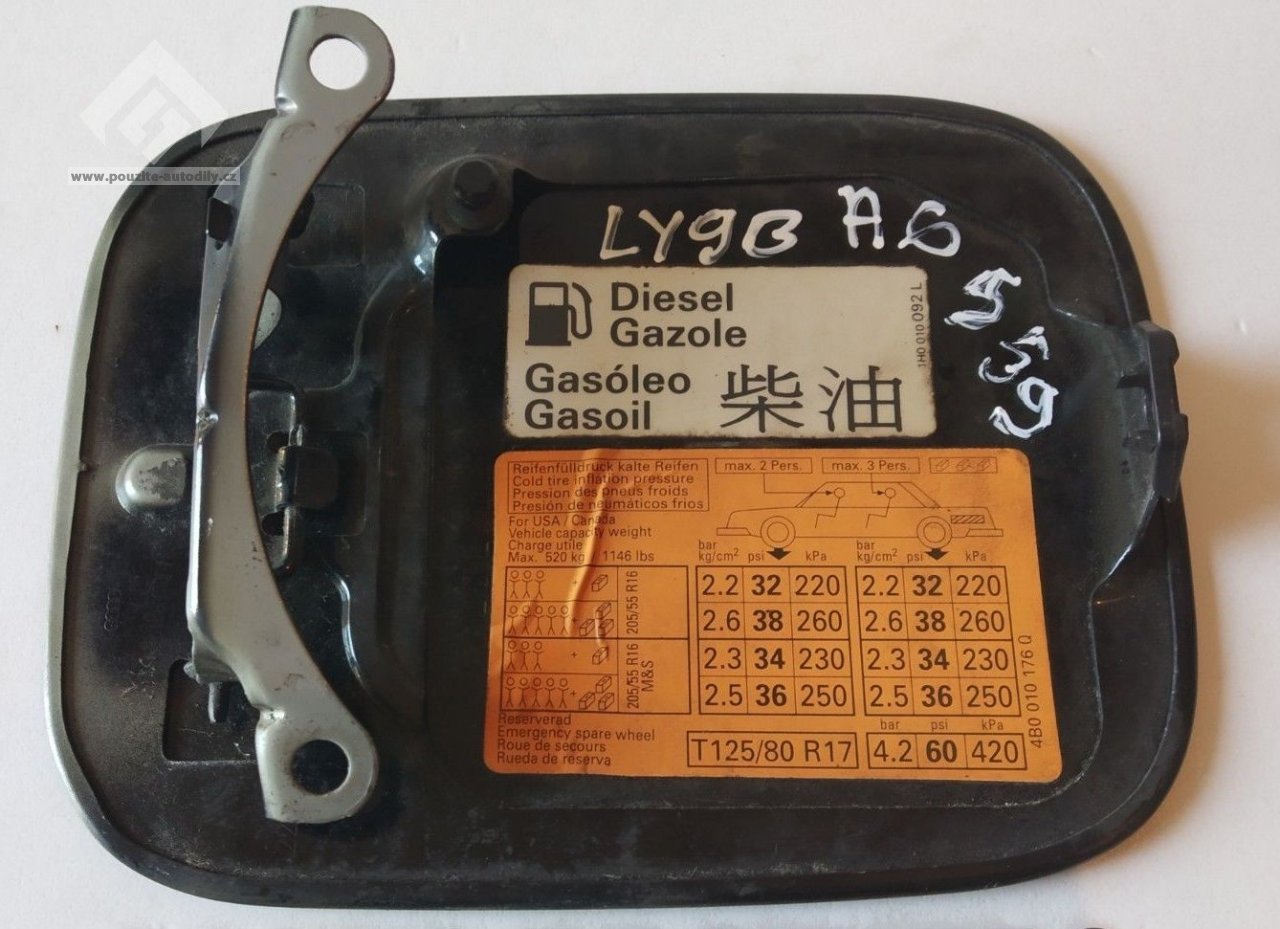 www.pouzite-autodily.cz
LY9B A6
559
Diesel
Gazole
Gasóleo
Gasoil
柴油
1H0 010 092 L
Reifenfülldruck kalte Reifen
Cold tire inflation pressure
Pression des pneus froids
Presión de neumáticos frios
max. 2 Pers.
max. 3 Pers.
For USA / Canada
Vehicle capacity weight
Charge utile
Max. 520 kg / 1146 lbs
bar kg/cm2 psi kPa
bar kg/cm2 psi kPa
205/55 R16
2.2 32 220 2.2 32 220
2.6 38 260 2.6 38 260
205/55 R16 M&S
2.3 34 230 2.3 34 230
2.5 36 250 2.5 36 250
Reserverad
Emergency spare wheel
Roue de secours
Rueda de reserva
bar psi kPa
T125/80 R17 4.2 60 420
4B0 010 1176 Q